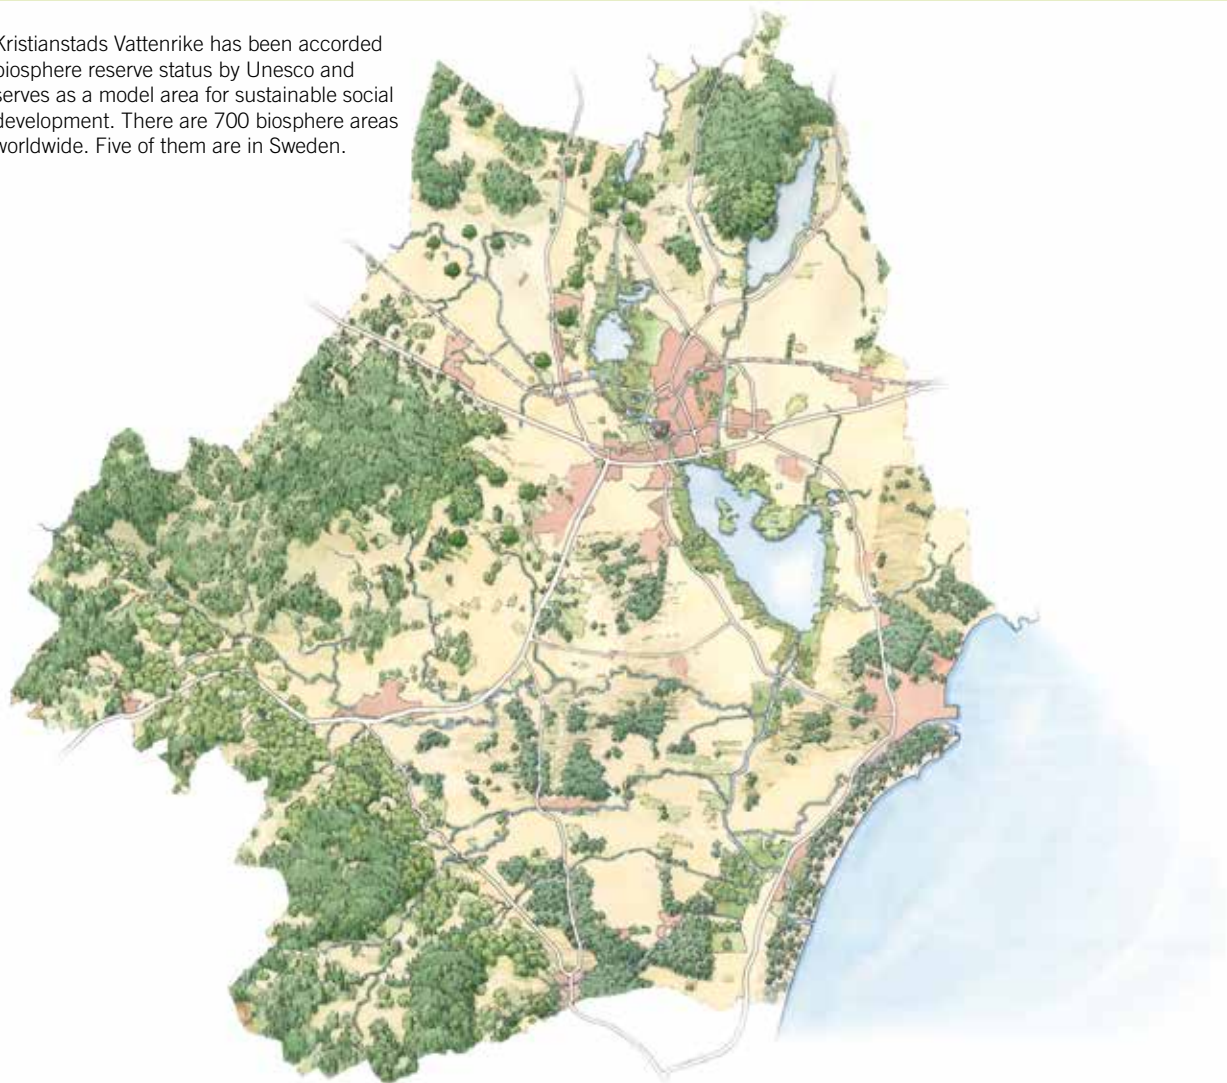 Kristianstads Vattenrike has been accorded
biosphere reserve status by Unesco and
serves as a model area for sustainable social
development. There are 700 biosphere areas
worldwide. Five of them are in Sweden.